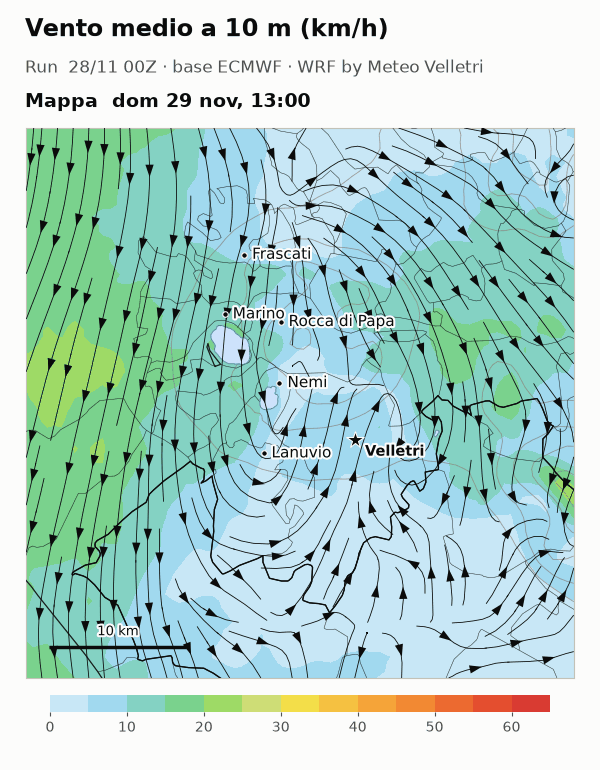 Vento medio a 10 m (km/h)
Run  28/11 00Z · base ECMWF · WRF by Meteo Velletri
Mappa  dom 29 nov, 13:00
Frascati
Marino
Rocca di Papa
Nemi
Velletri
Lanuvio
10 km
0 10 20 30 40 50 60